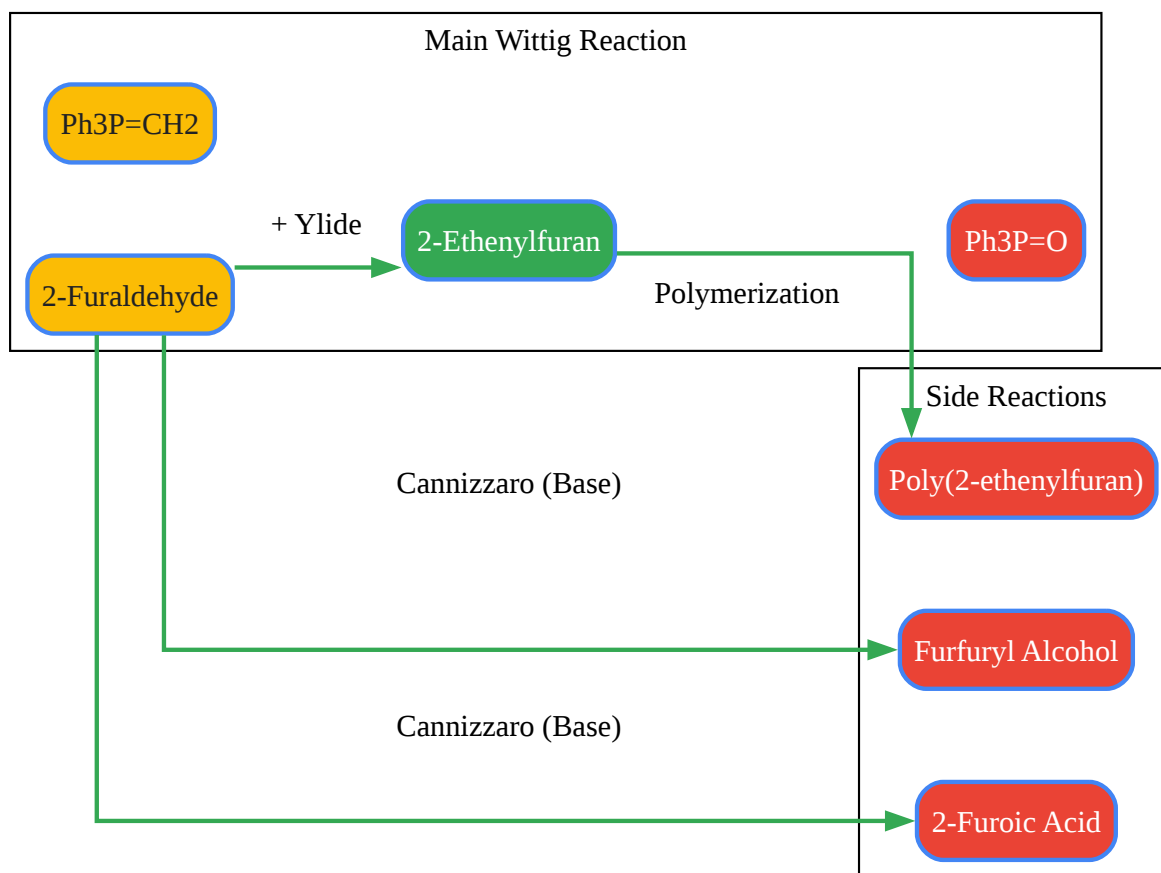 Main Wittig Reaction
Ph3P=CH2
+ Ylide
2-Ethenylfuran
Ph3P=O
2-Furaldehyde
Polymerization
Side Reactions
Cannizzaro (Base)
Poly(2-ethenylfuran)
Furfuryl Alcohol
Cannizzaro (Base)
2-Furoic Acid